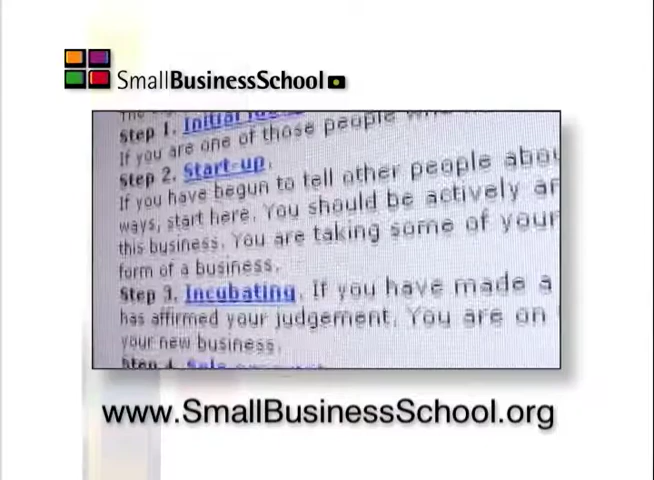 SmallBusinessSchool
Step 1. Initial
If you are one of those people
Step 2. Start-up.
If you have begun to tell other people
ways, start here. You should be actively
this business. You are taking some of your
form of a business.
Step 3. Incubating. If you have made a
has affirmed your judgement. You are on
your new business.
Step 4.
www.SmallBusinessSchool.org